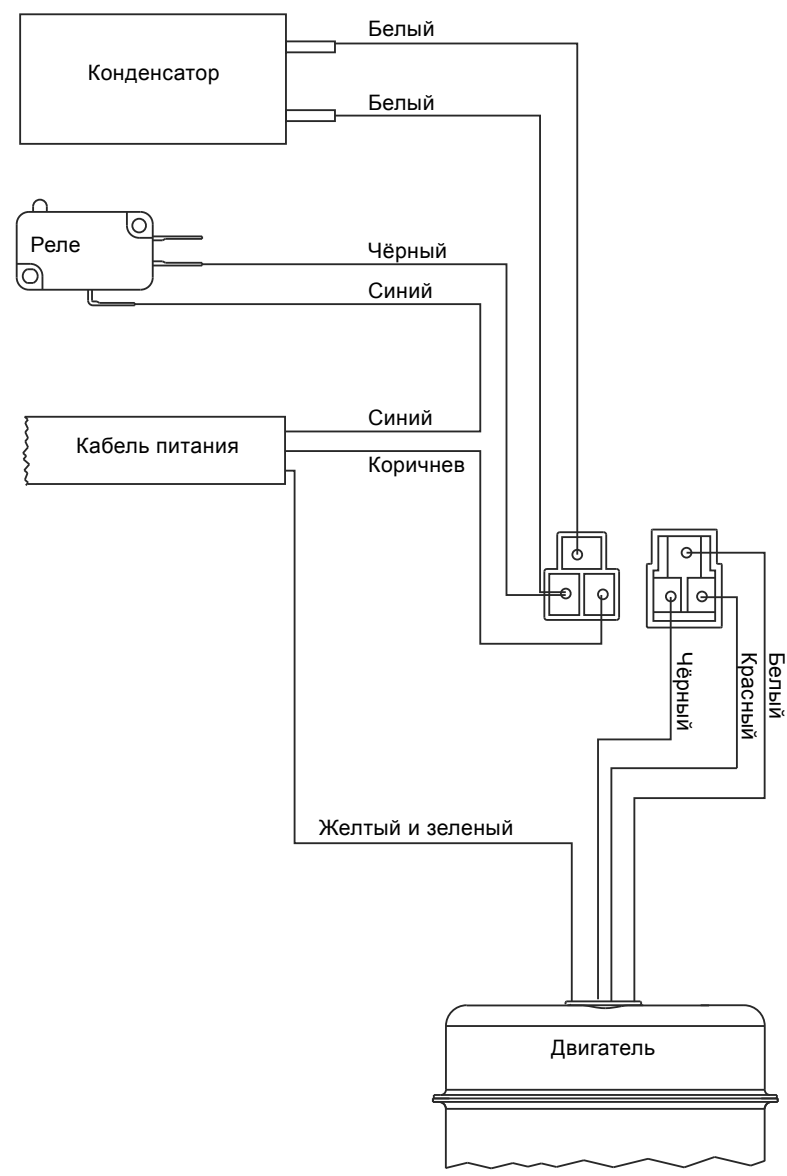 Белый
Конденсатор
Белый
Реле
Чёрный
Синий
Синий
Кабель питания
Коричнев
Чёрный
Красный
Белый
Желтый и зеленый
Двигатель